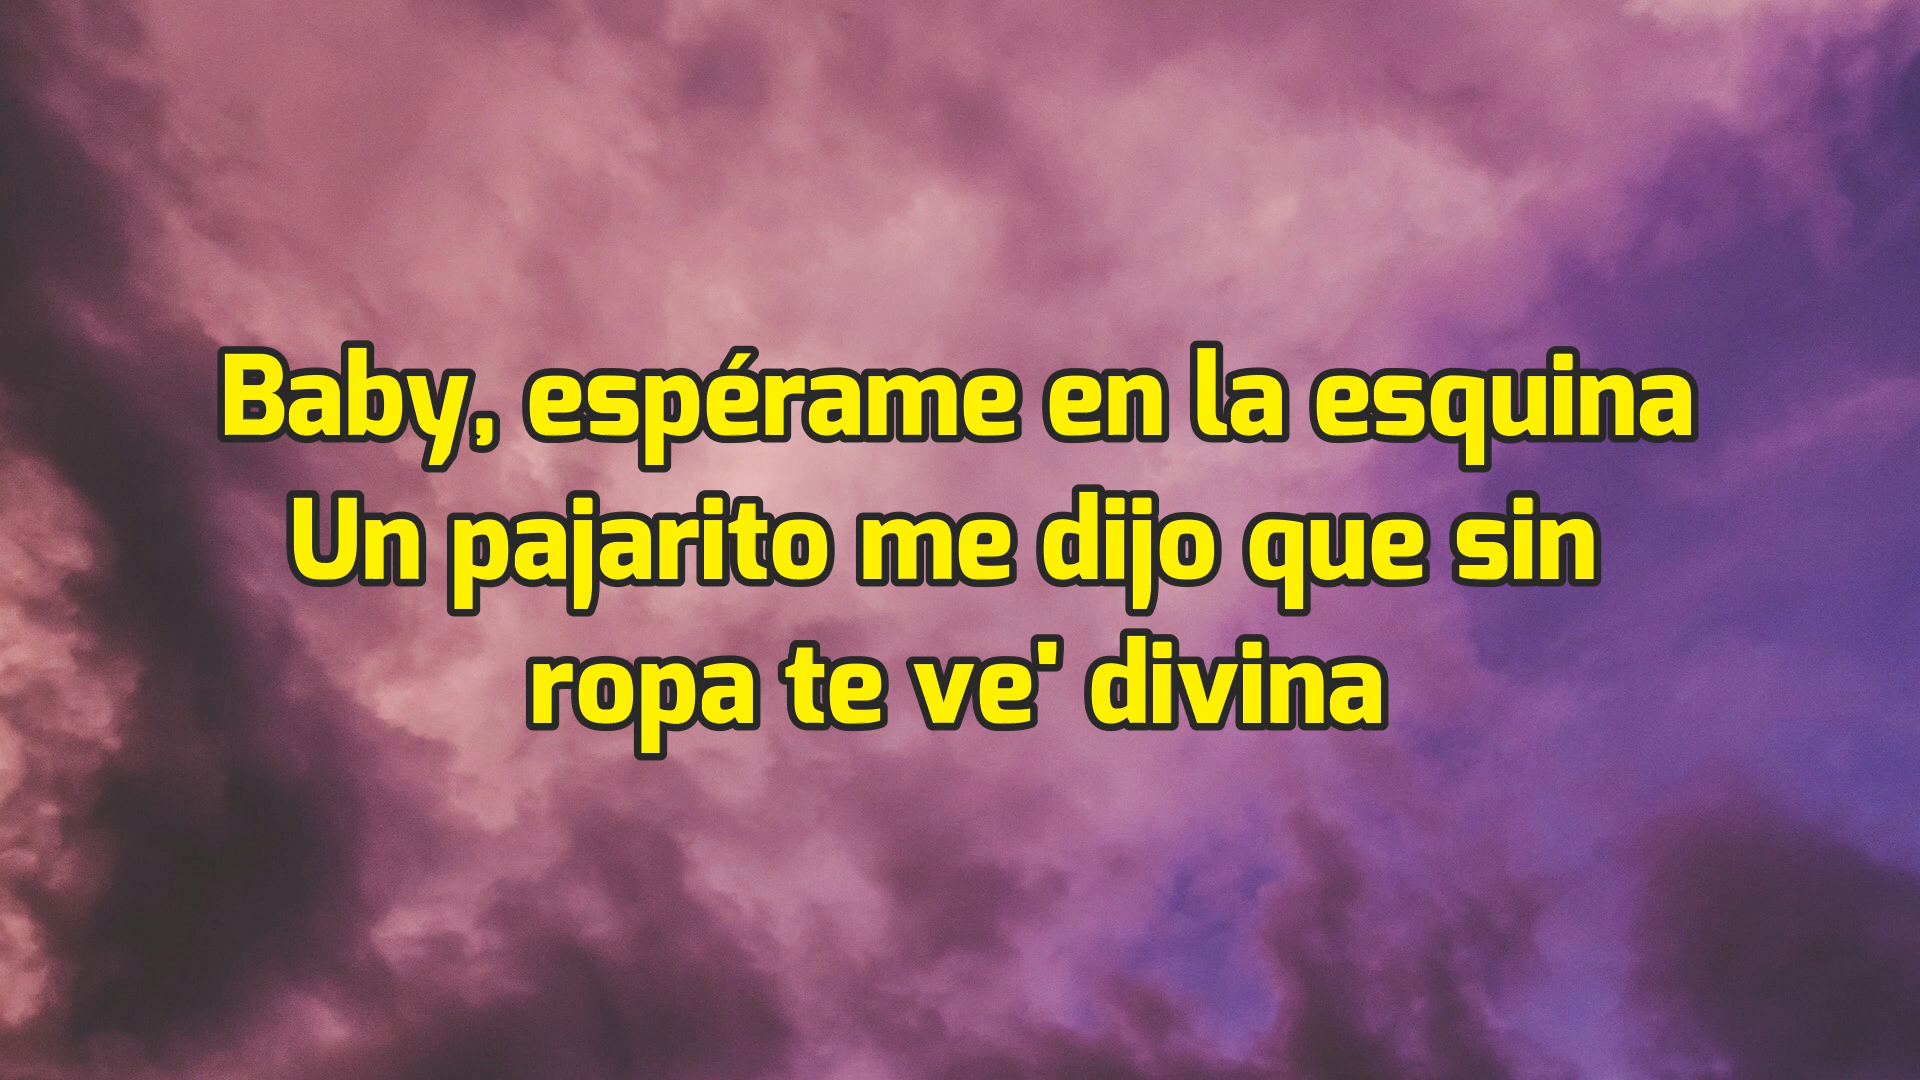 Baby, espérame en la esquina
Un pajarito me dijo que sin
ropa te ve' divina